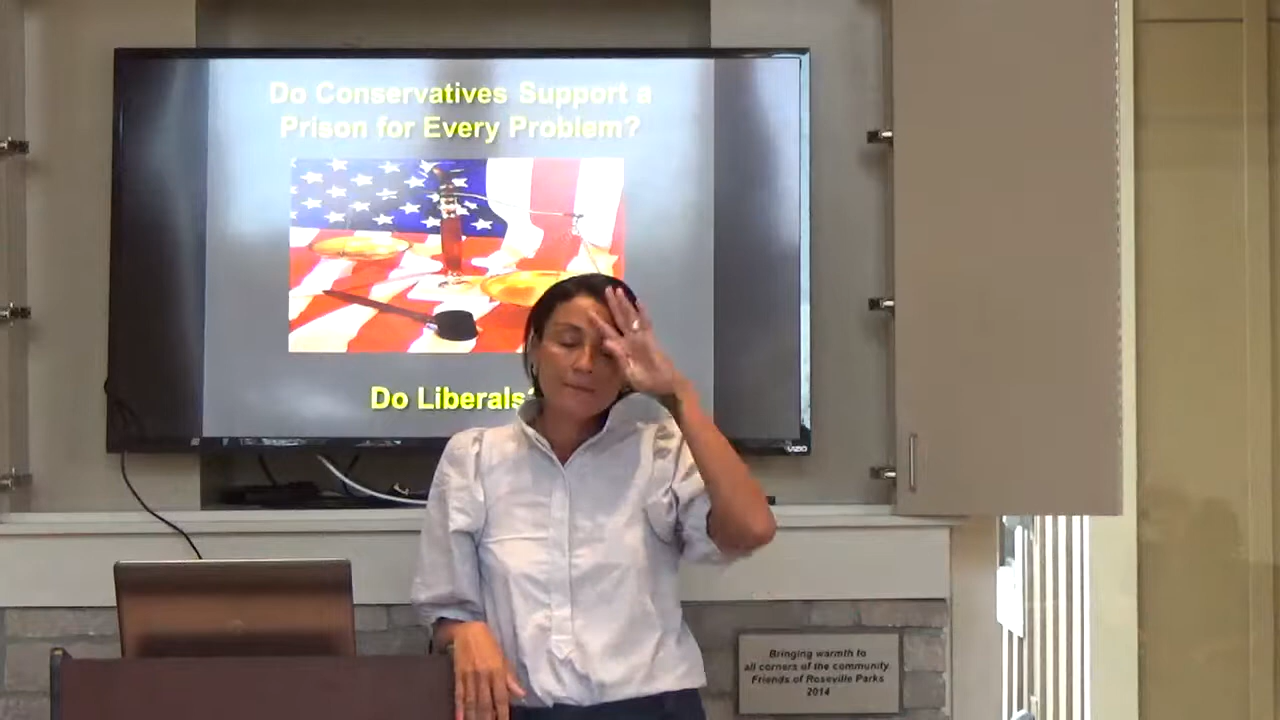 Do Conservatives Support a
Prison for Every Problem?
Do Liberals?
VIZIO
Bringing warmth to
all corners of the community.
Friends of Roseville Parks
2014